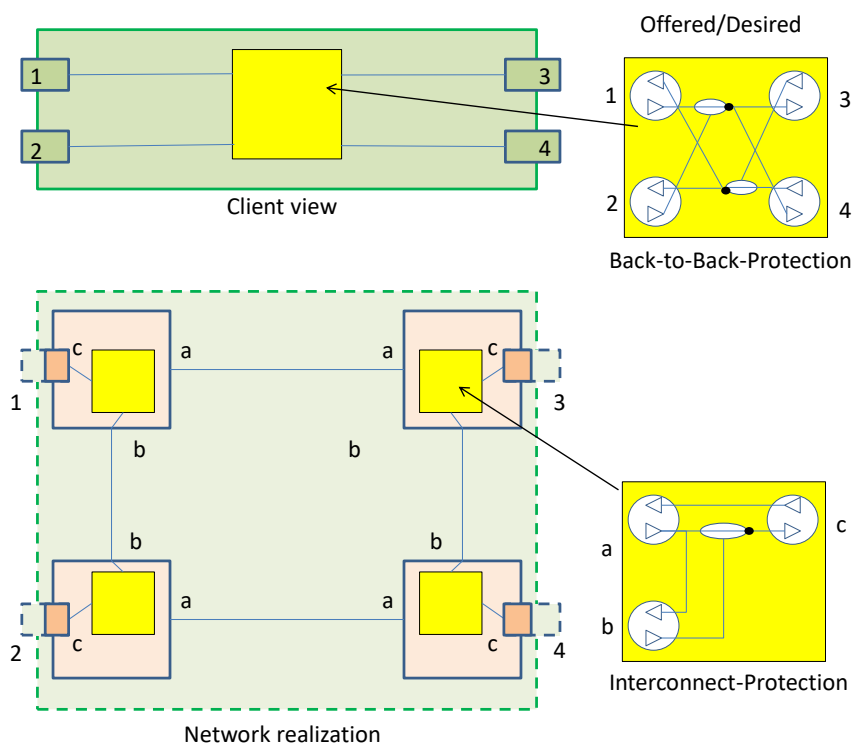 Offered/Desired
1
3
2
4
Client view
1
3
2
4
Back-to-Back-Protection
c
a
a
c
1
3
b
b
b
b
a
a
2
c
c
4
a
c
b
Interconnect-Protection
Network realization